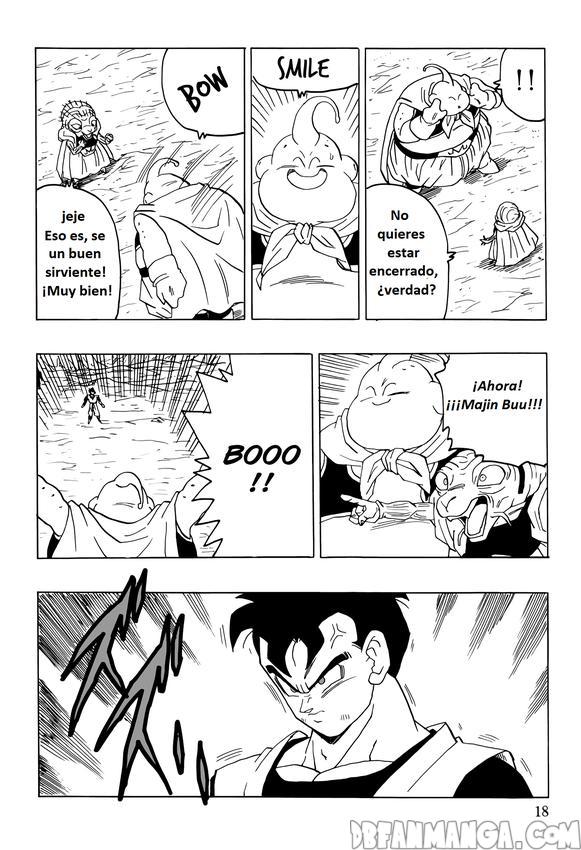 !!
No
quieres
estar
encerrado,
¿verdad?
SMILE
BOW
jeje
Eso es, se
un buen
sirviente!
¡Muy bien!
¡Ahora!
¡¡¡Majin Buu!!!
BOOO
!!
18
DBFANMANGA.COM